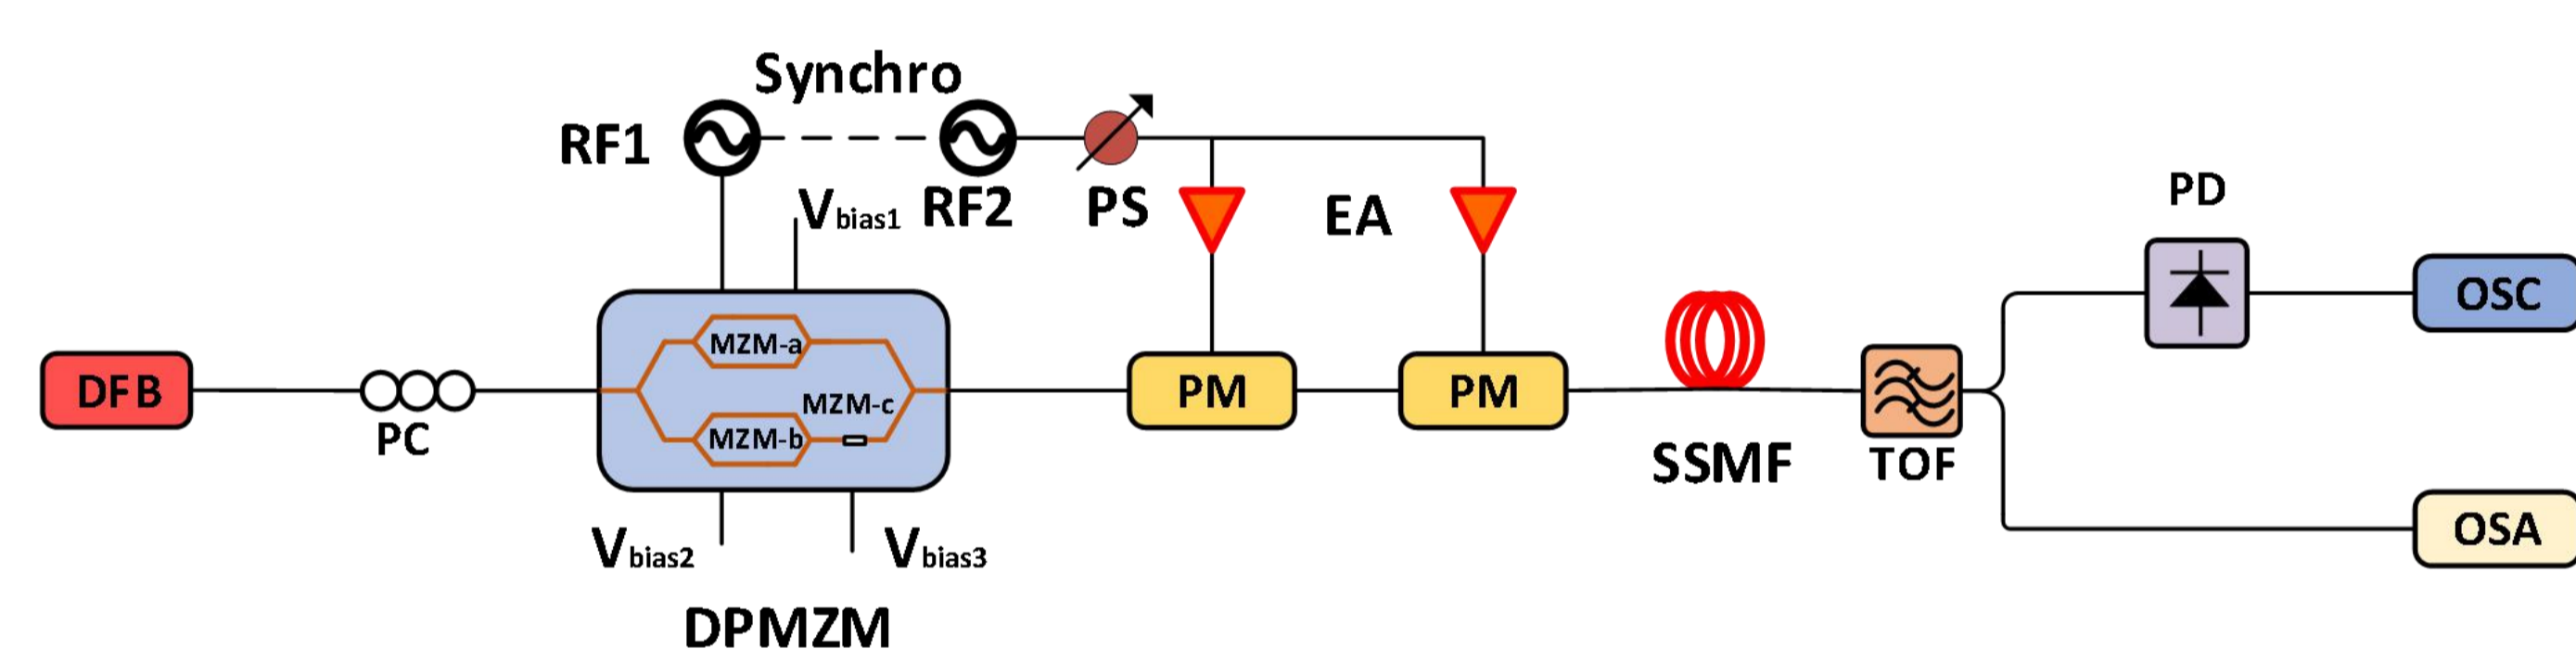 Synchro
RF1
RF2
PS
EA
Vbias1
PD
OSC
DFB
PC
MZM-a
MZM-c
MZM-b
PM
PM
SSMF
TOF
OSA
Vbias2
Vbias3
DPMZM